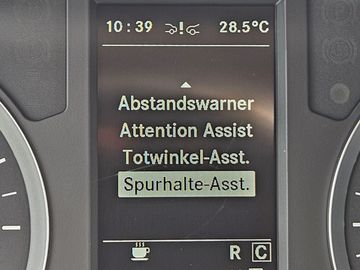 10:39 28.5°C
Abstandswarner
Attention Assist
Totwinkel-Asst.
Spurhalte-Asst.
R C